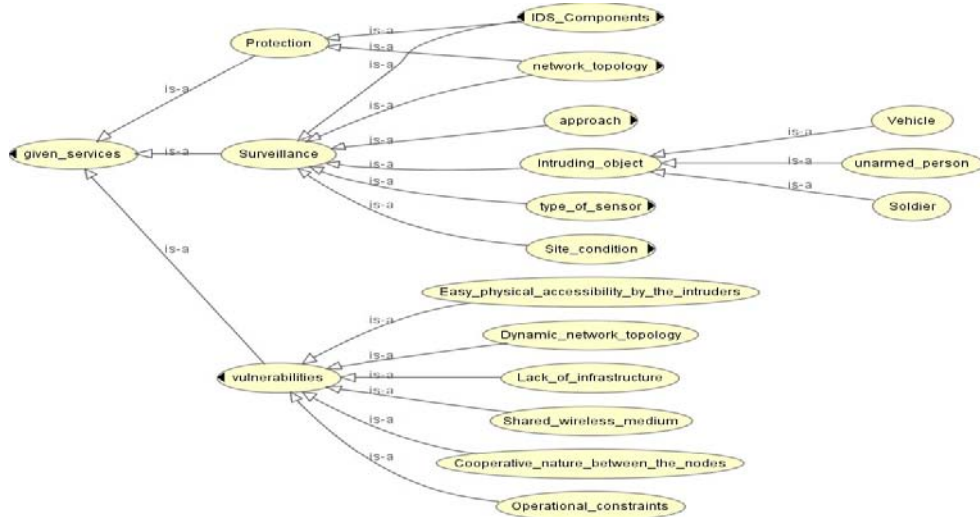 IDS_Components
Protection
is-a
is-a
network_topology
is-a
is-a
is-a
approach
Vehicle
is-a
is-a
given_services
is-a
Surveillance
is-a
Intruding_object
is-a
unarmed_person
is-a
is-a
type_of_sensor
Soldier
is-a
Site_condition
is-a
Easy_physical_accessibility_by_the_intruders
is-a
Dynamic_network_topology
is-a
vulnerabilities
is-a
Lack_of_infrastructure
is-a
Shared_wireless_medium
is-a
Cooperative_nature_between_the_nodes
is-a
Operational_constraints